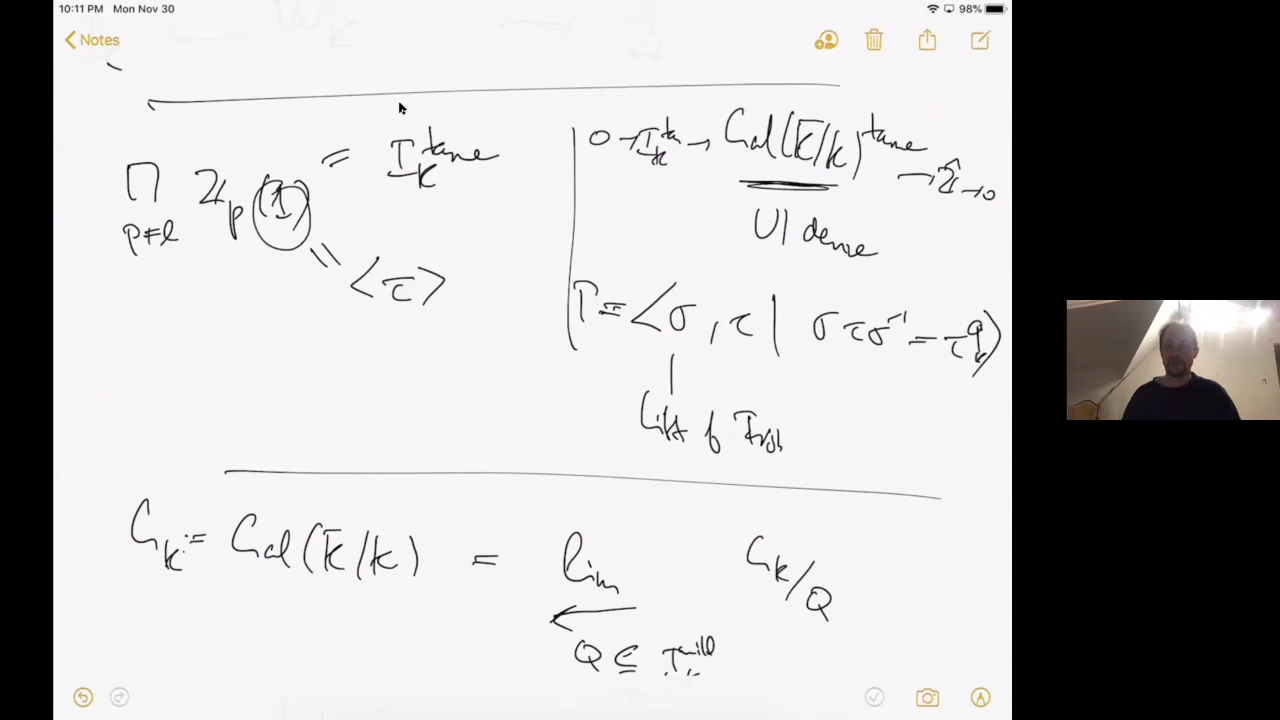 10:11 PM Mon Nov 30
98%
Notes
∏ ℤ_p(1) = I_k^tame
p≠l
= <τ>
0 → I_k^ta → Gal(k̄/k)^tame → ẑ → 0
U| dense
Γ = <σ, τ | στσ^-1 = τ^q_k>
Lift of Frob
G_k := Gal(k̄/k) = lim G_k/Q
Q ⊆ I^wild